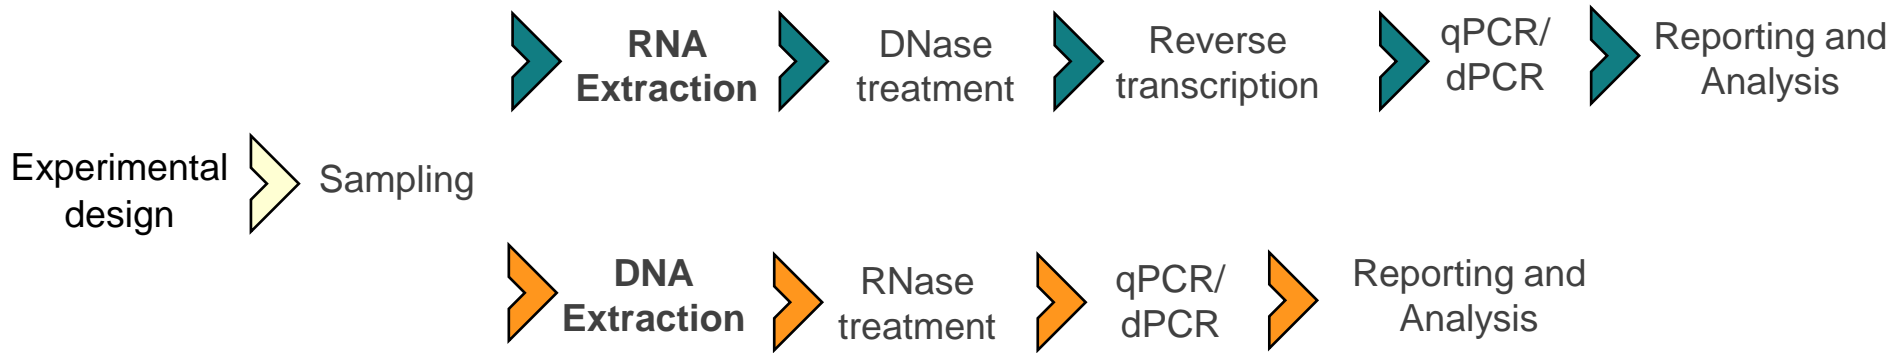 Experimental
design
Sampling
RNA
Extraction
DNase
treatment
Reverse
transcription
qPCR/
dPCR
Reporting and
Analysis
DNA
Extraction
RNase
treatment
qPCR/
dPCR
Reporting and
Analysis